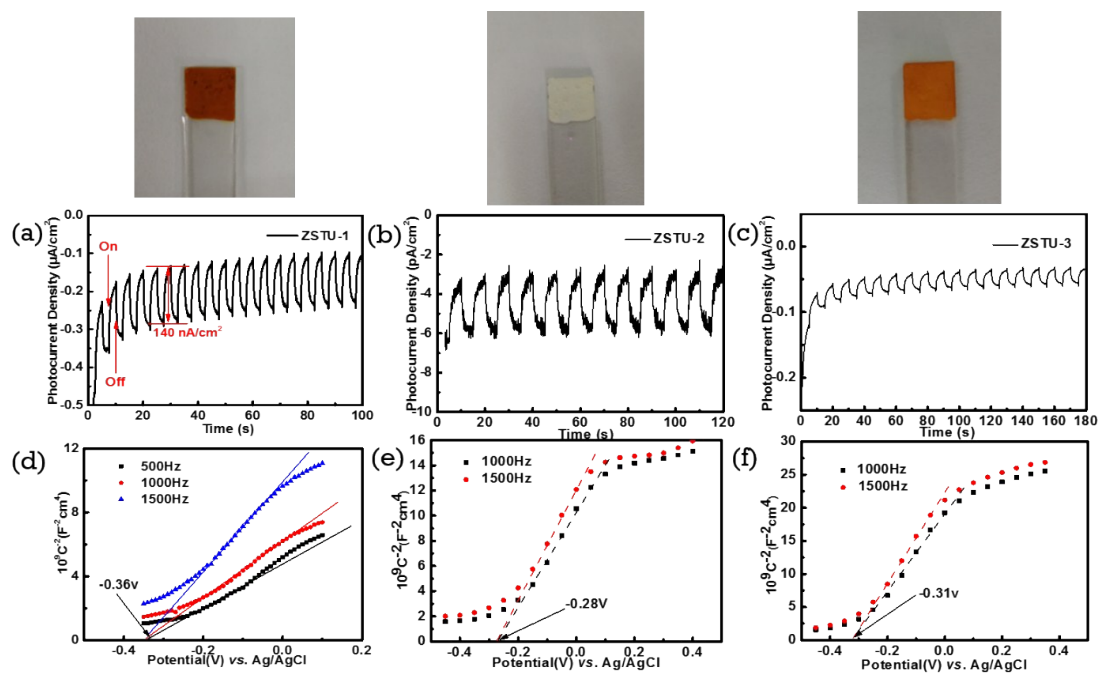 (a)
Photocurrent Density (μA/cm²)
0.0
-0.1
-0.2
-0.3
-0.4
-0.5
On
Off
140 nA/cm²
ZSTU-1
0 20 40 60 80 100
Time (s)
(b)
Photocurrent Density (pA/cm²)
0
-2
-4
-6
-8
-10
ZSTU-2
0 20 40 60 80 100 120
Time (s)
(c)
Photocurrent Density (μA/cm²)
0.0
-0.1
-0.2
ZSTU-3
0 20 40 60 80 100 120 140 160 180
Time (s)
(d)
10⁹C⁻²(F⁻²cm⁴)
12
8
4
0
500Hz
1000Hz
1500Hz
-0.36v
-0.4 -0.2 0.0 0.2
Potential(V) vs. Ag/AgCl
(e)
10⁹C⁻²(F⁻²cm⁴)
16
14
12
10
8
6
4
2
0
1000Hz
1500Hz
-0.28V
-0.4 -0.2 0.0 0.2 0.4
Potential(V) vs. Ag/AgCl
(f)
10⁹C⁻²(F⁻²cm⁴)
30
25
20
15
10
5
0
1000Hz
1500Hz
-0.31v
-0.4 -0.2 0.0 0.2 0.4
Potential(V) vs. Ag/AgCl